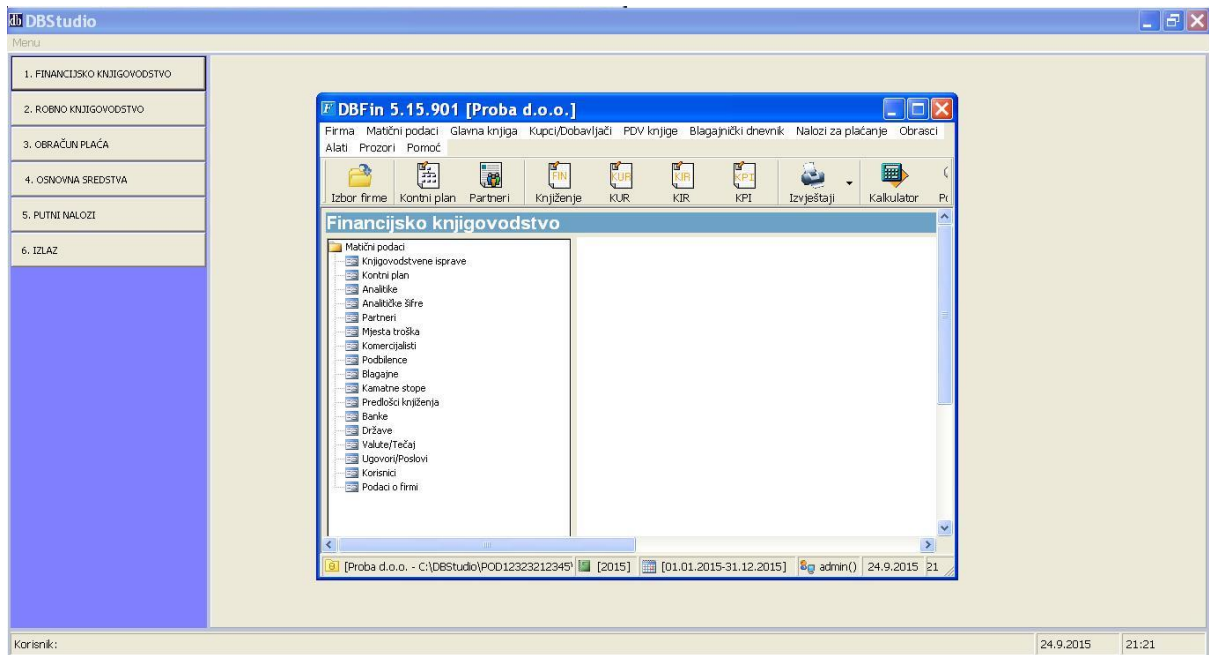 db DBStudio
Menu
1. FINANCIJSKO KNJIGOVODSTVO
2. ROBNO KNJIGOVODSTVO
3. OBRAČUN PLAĆA
4. OSNOVNA SREDSTVA
5. PUTNI NALOZI
6. IZLAZ
F DBFin 5.15.901 [Proba d.o.o.]
Firma Matični podaci Glavna knjiga Kupci/Dobavljači PDV knjige Blagajnički dnevnik Nalozi za plaćanje Obrasci
Alati Prozori Pomoć
FIN KUR KIR KPI
Izbor firme Kontni plan Partneri Knjiženje KUR KIR KPI Izvještaji Kalkulator
Financijsko knjigovodstvo
Matični podaci
Knjigovodstvene isprave
Kontni plan
Analitike
Analitičke šifre
Partneri
Mjesta troška
Komercijalisti
Podbilence
Blagajne
Kamatne stope
Predlošci knjiženja
Banke
Države
Valute/Tečaj
Ugovori/Poslovi
Korisnici
Podaci o firmi
[Proba d.o.o. - C:\DBStudio\POD12323212345 [2015] [01.01.2015-31.12.2015] admin() 24.9.2015 21
Korisnik: 24.9.2015 21:21